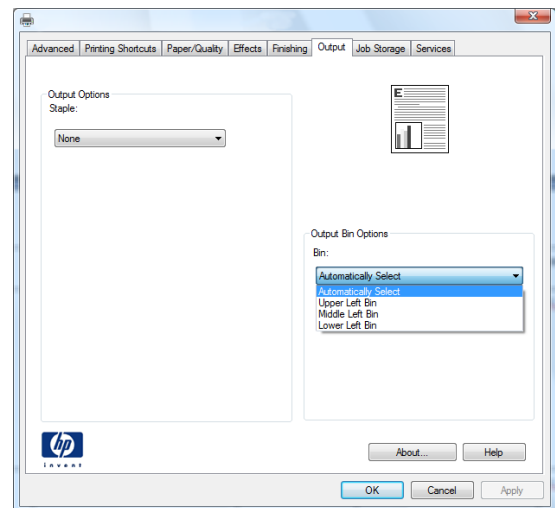 Advanced Printing Shortcuts Paper/Quality Effects Finishing Output Job Storage Services
Output Options
Staple:
None
E
Output Bin Options
Bin:
Automatically Select
Automatically Select
Upper Left Bin
Middle Left Bin
Lower Left Bin
hp
invent
About... Help
OK Cancel Apply